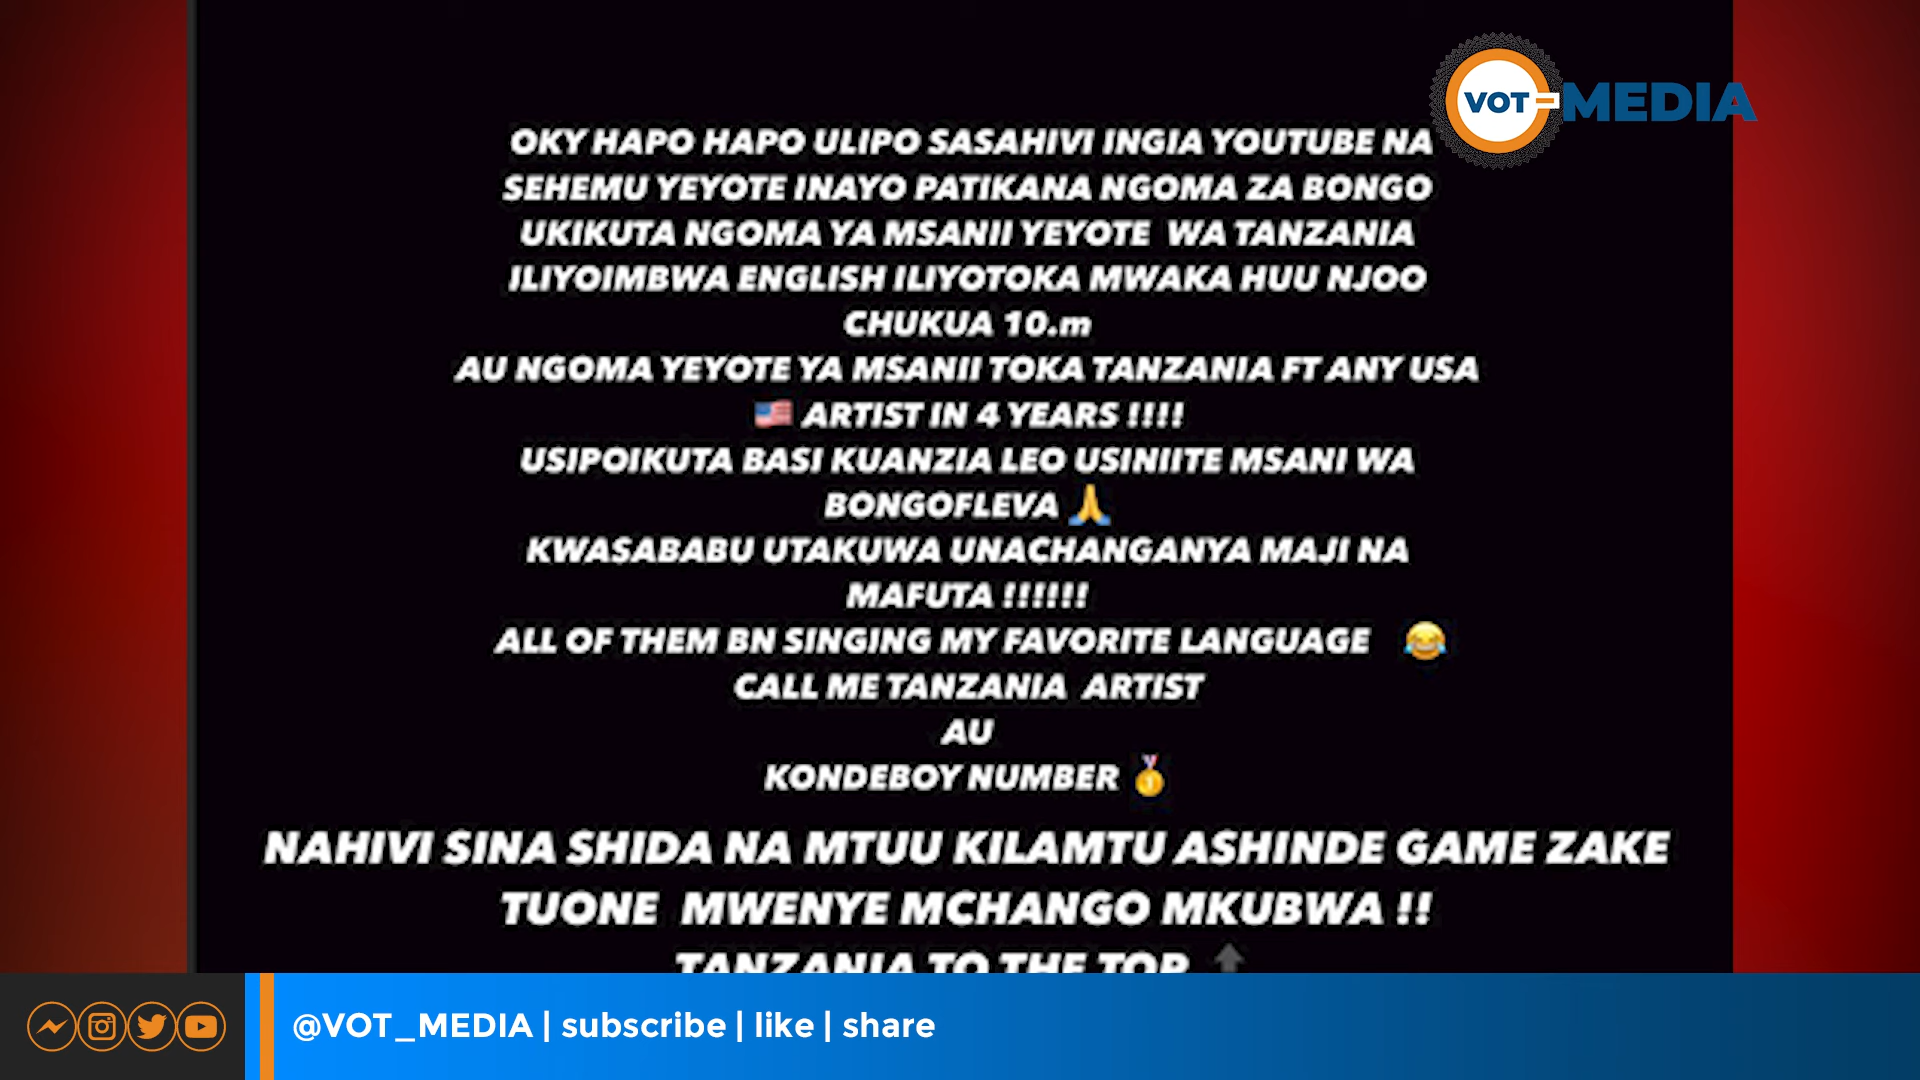 VOT MEDIA
OKY HAPO HAPO ULIPO SASAHIVI INGIA YOUTUBE NA
SEHEMU YEYOTE INAYO PATIKANA NGOMA ZA BONGO
UKIKUTA NGOMA YA MSANII YEYOTE WA TANZANIA
ILIYOIMBWA ENGLISH ILIYOTOKA MWAKA HUU NJOO
CHUKUA 10.m
AU NGOMA YEYOTE YA MSANII TOKA TANZANIA FT ANY USA
🇺🇸 ARTIST IN 4 YEARS !!!!
USIPOIKUTA BASI KUANZIA LEO USINIITE MSANI WA
BONGOFLEVA 🙏
KWASABABU UTAKUWA UNACHANGANYA MAJI NA
MAFUTA !!!!!!
ALL OF THEM BN SINGING MY FAVORITE LANGUAGE 😂
CALL ME TANZANIA ARTIST
AU
KONDEBOY NUMBER 🥇
NAHIVI SINA SHIDA NA MTUU KILAMTU ASHINDE GAME ZAKE
TUONE MWENYE MCHANGO MKUBWA !!
TANZANIA TO THE TOP ⬆
@VOT_MEDIA | subscribe | like | share